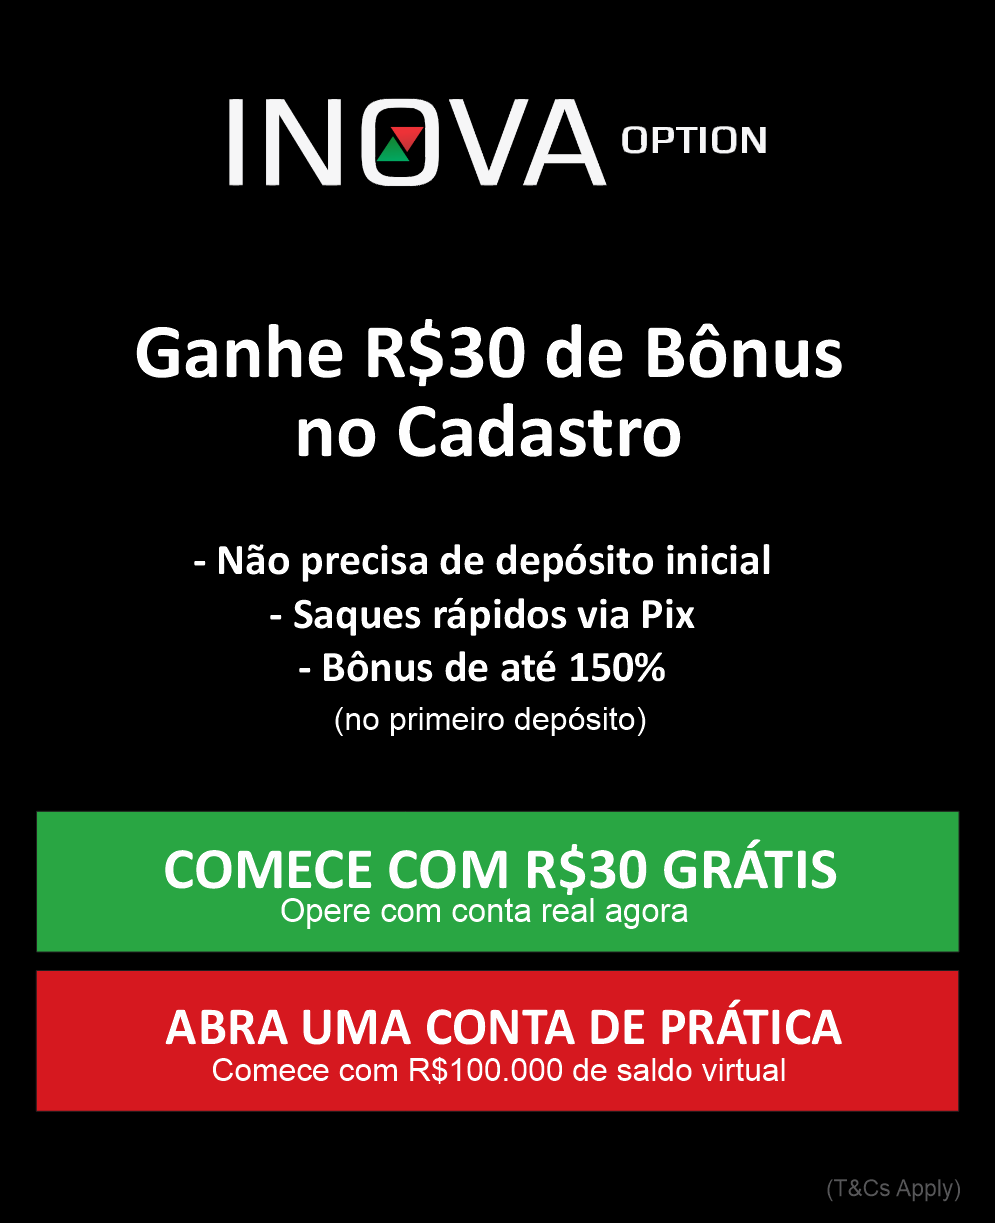 INOVA OPTION
Ganhe R$30 de Bônus
no Cadastro
- Não precisa de depósito inicial
- Saques rápidos via Pix
- Bônus de até 150%
(no primeiro depósito)
COMECE COM R$30 GRÁTIS
Opere com conta real agora
ABRA UMA CONTA DE PRÁTICA
Comece com R$100.000 de saldo virtual
(T&Cs Apply)